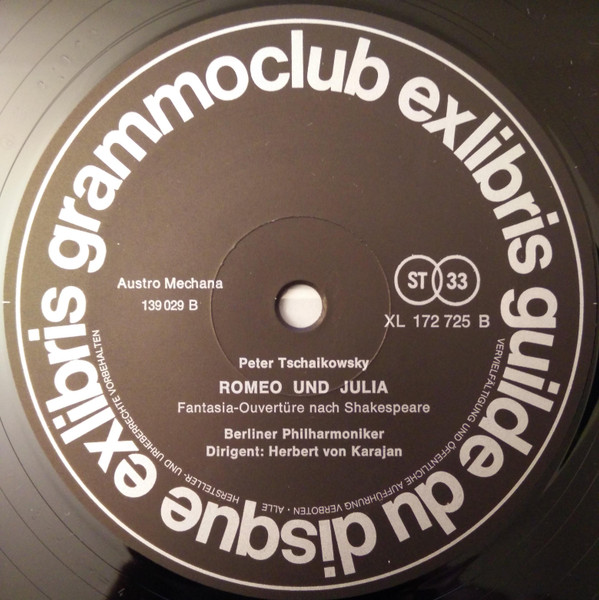 exlibris grammoclub exlibris guilde du disque
Austro Mechana
139 029 B
ST 33
XL 172 725 B
Peter Tschaikowsky
ROMEO UND JULIA
Fantasia-Ouvertüre nach Shakespeare
Berliner Philharmoniker
Dirigent: Herbert von Karajan
ALLE HERSTELLER- UND URHEBERRECHTE VORBEHALTEN
VERVIELFÄLTIGUNG UND ÖFFENTLICHE AUFFÜHRUNG VERBOTEN ·